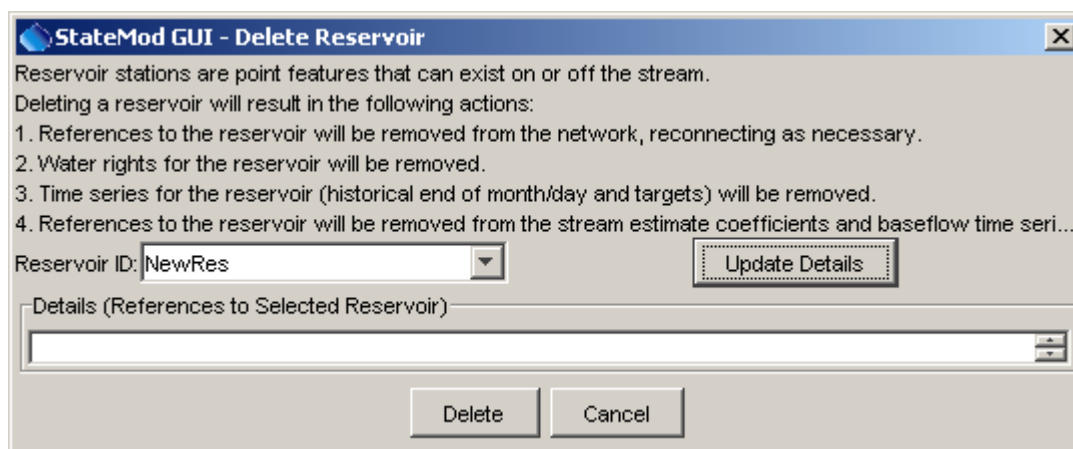 StateMod GUI - Delete Reservoir
Reservoir stations are point features that can exist on or off the stream.
Deleting a reservoir will result in the following actions:
1. References to the reservoir will be removed from the network, reconnecting as necessary.
2. Water rights for the reservoir will be removed.
3. Time series for the reservoir (historical end of month/day and targets) will be removed.
4. References to the reservoir will be removed from the stream estimate coefficients and baseflow time seri...
Reservoir ID: NewRes Update Details
Details (References to Selected Reservoir)
Delete Cancel